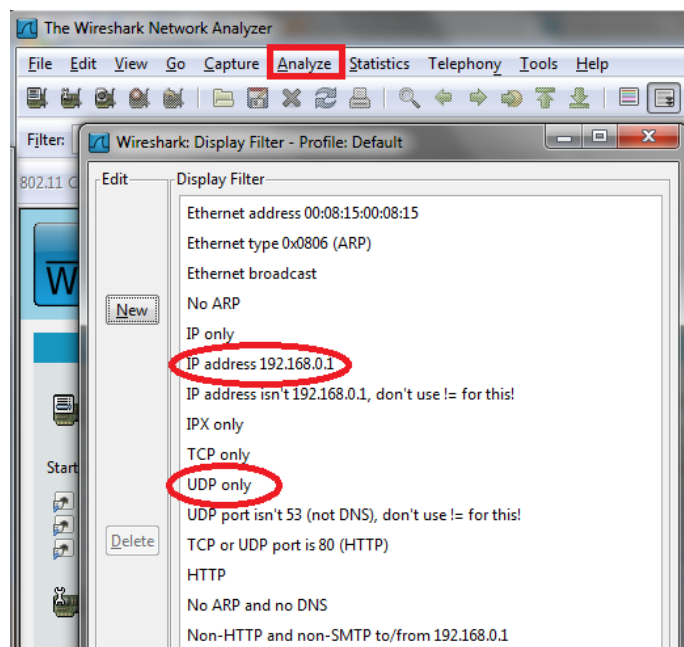 The Wireshark Network Analyzer
File Edit View Go Capture Analyze Statistics Telephony Tools Help
Filter:
Wireshark: Display Filter - Profile: Default
802.11 C
Edit
Display Filter
Ethernet address 00:08:15:00:08:15
Ethernet type 0x0806 (ARP)
Ethernet broadcast
W
New
No ARP
IP only
IP address 192.168.0.1
IP address isn't 192.168.0.1, don't use != for this!
IPX only
TCP only
Start
UDP only
UDP port isn't 53 (not DNS), don't use != for this!
Delete
TCP or UDP port is 80 (HTTP)
HTTP
No ARP and no DNS
Non-HTTP and non-SMTP to/from 192.168.0.1